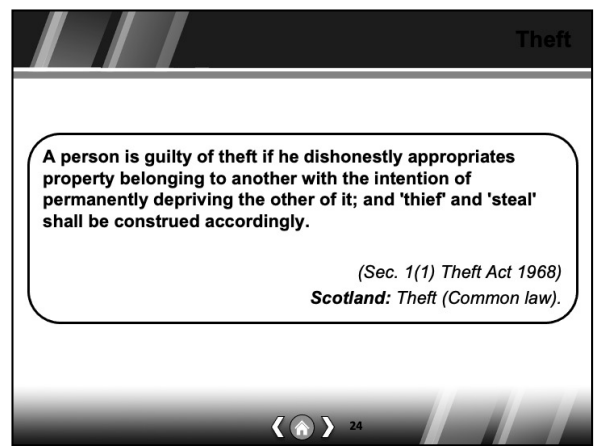 Theft
A person is guilty of theft if he dishonestly appropriates
property belonging to another with the intention of
permanently depriving the other of it; and 'thief' and 'steal'
shall be construed accordingly.
(Sec. 1(1) Theft Act 1968)
Scotland: Theft (Common law).
24